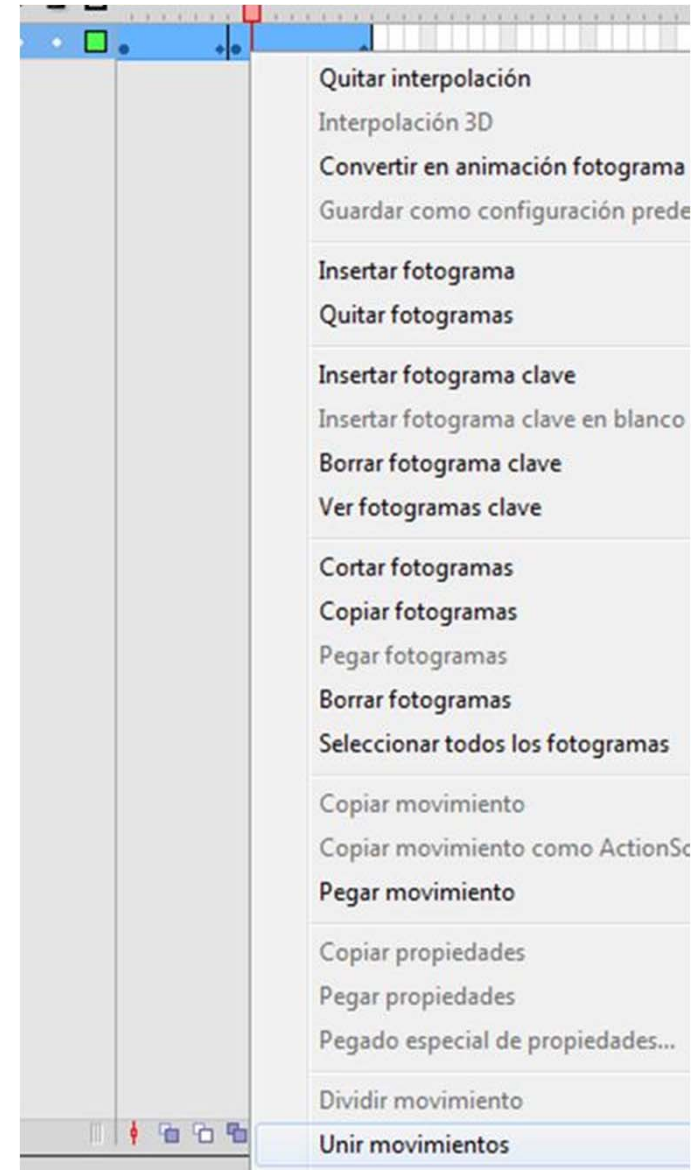 Quitar interpolación
Interpolación 3D
Convertir en animación fotograma
Guardar como configuración prede
Insertar fotograma
Quitar fotogramas
Insertar fotograma clave
Insertar fotograma clave en blanco
Borrar fotograma clave
Ver fotogramas clave
Cortar fotogramas
Copiar fotogramas
Pegar fotogramas
Borrar fotogramas
Seleccionar todos los fotogramas
Copiar movimiento
Copiar movimiento como ActionSc
Pegar movimiento
Copiar propiedades
Pegar propiedades
Pegado especial de propiedades...
Dividir movimiento
Unir movimientos